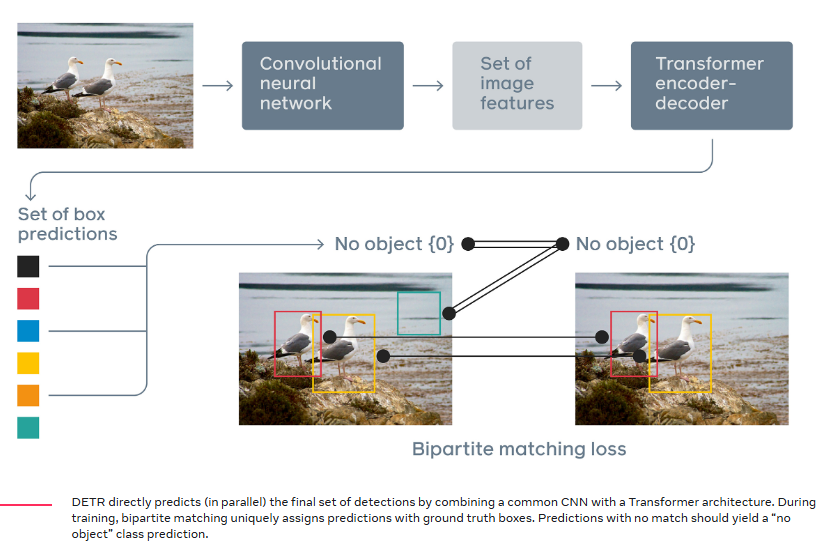 Convolutional
neural
network
Set of
image
features
Transformer
encoder-
decoder
Set of box
predictions
No object {0}
No object {0}
Bipartite matching loss
DETR directly predicts (in parallel) the final set of detections by combining a common CNN with a Transformer architecture. During
training, bipartite matching uniquely assigns predictions with ground truth boxes. Predictions with no match should yield a “no
object” class prediction.